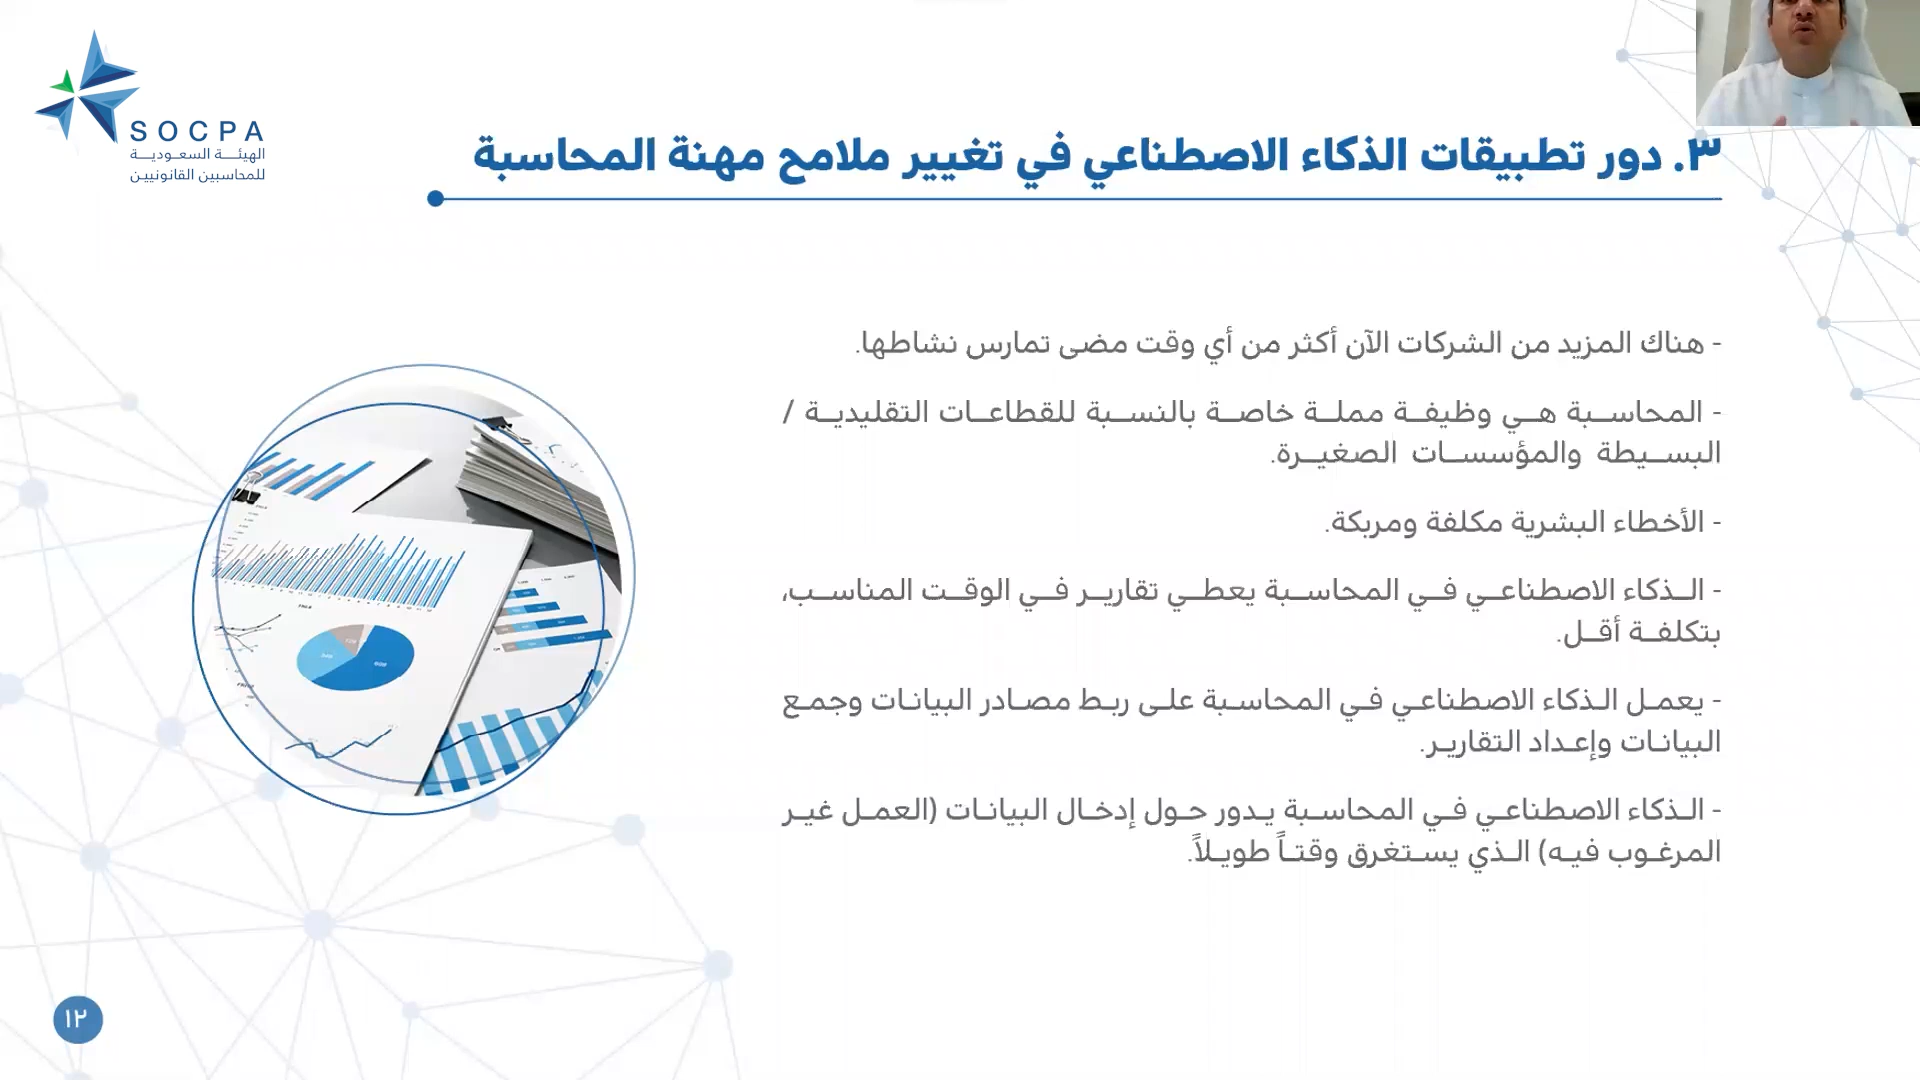 SOCPA
الهيئة السعودية
للمحاسبين القانونيين
٣. دور تطبيقات الذكاء الاصطناعي في تغيير ملامح مهنة المحاسبة
- هناك المزيد من الشركات الآن أكثر من أي وقت مضى تمارس نشاطها.
- المحاسبة هي وظيفة مملة خاصة بالنسبة للقطاعات التقليدية /
البسيطة والمؤسسات الصغيرة.
- الأخطاء البشرية مكلفة ومربكة.
- الذكاء الاصطناعي في المحاسبة يعطي تقارير في الوقت المناسب،
بتكلفة أقل.
- يعمل الذكاء الاصطناعي في المحاسبة على ربط مصادر البيانات وجمع
البيانات وإعداد التقارير.
- الذكاء الاصطناعي في المحاسبة يدور حول إدخال البيانات (العمل غير
المرغوب فيه) الذي يستغرق وقتاً طويلاً.
١٢